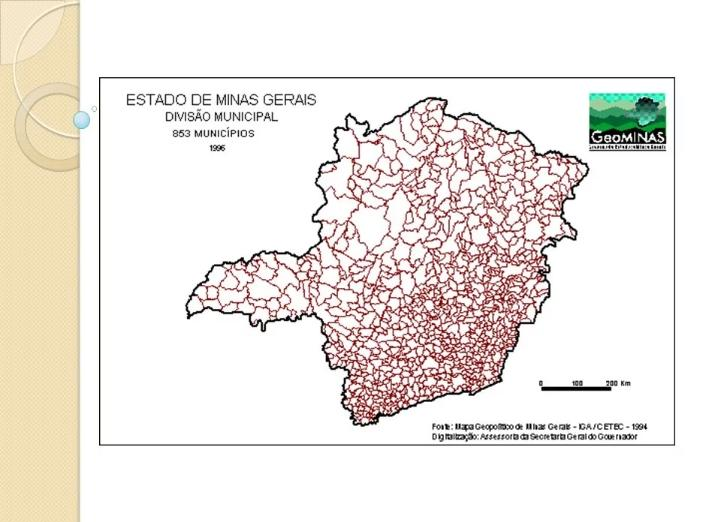 ESTADO DE MINAS GERAIS
DIVISÃO MUNICIPAL
853 MUNICÍPIOS
1996
GEOMINAS
0 100 200 Km
Fonte: Mapa Geopolítico de Minas Gerais - IGA / CETEC - 1994
Digitalização: Assessoria da Secretaria Geral do Governador